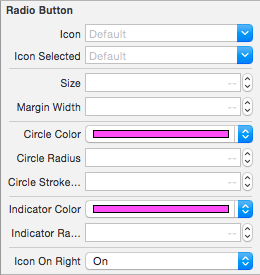 Radio Button
Icon Default
Icon Selected Default
Size --
Margin Width --
Circle Color
Circle Radius --
Circle Stroke... --
Indicator Color
Indicator Ra... --
Icon On Right On